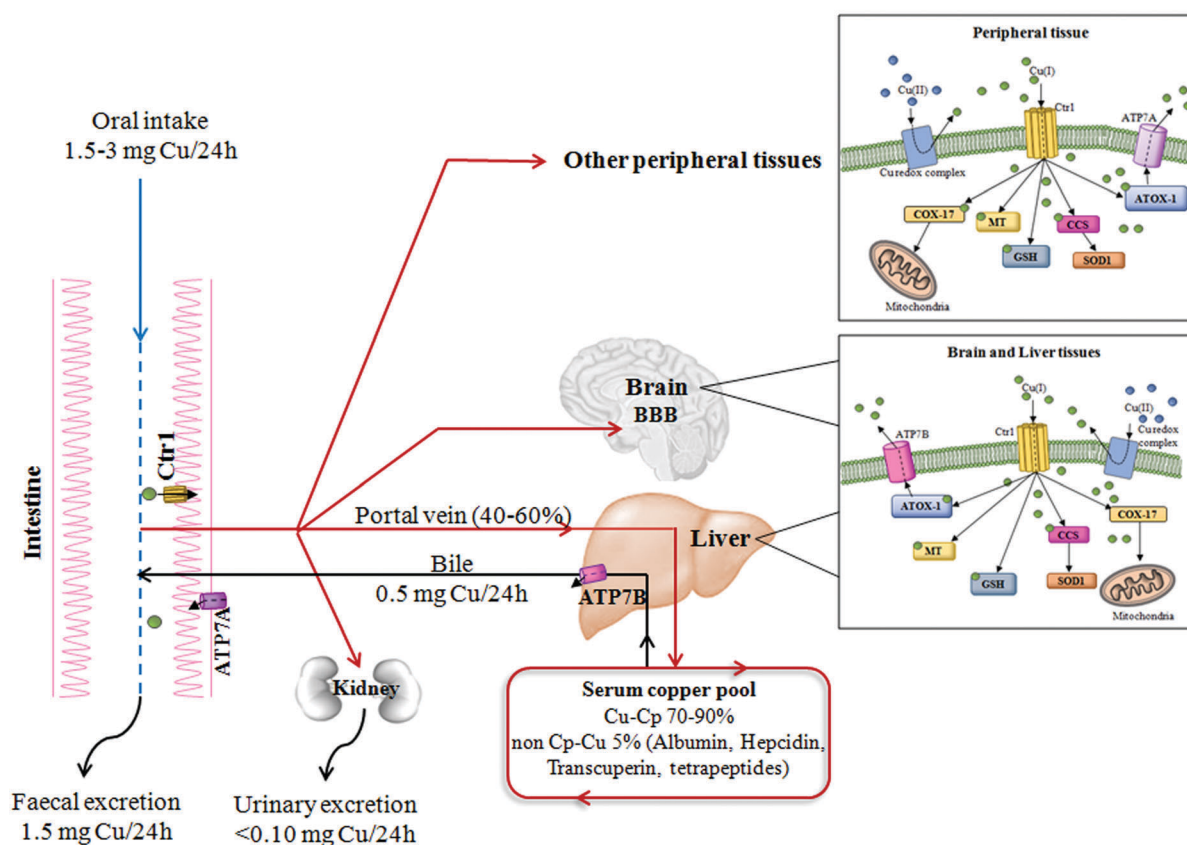 Oral intake
1.5-3 mg Cu/24h
Intestine
Ctr1
ATP7A
Faecal excretion
1.5 mg Cu/24h
Other peripheral tissues
Brain
BBB
Portal vein (40-60%)
Liver
Bile
0.5 mg Cu/24h
ATP7B
Kidney
Urinary excretion
<0.10 mg Cu/24h
Serum copper pool
Cu-Cp 70-90%
non Cp-Cu 5% (Albumin, Hepcidin,
Transcuperin, tetrapeptides)
Peripheral tissue
Cu(I)
Cu(II)
Ctr1
ATP7A
Cu redox complex
COX-17
MT
CCS
ATOX-1
GSH
SOD1
Mitochondria
Brain and Liver tissues
Cu(I)
Cu(II)
Ctr1
Cu redox
complex
ATP7B
ATOX-1
COX-17
MT
CCS
GSH
SOD1
Mitochondria